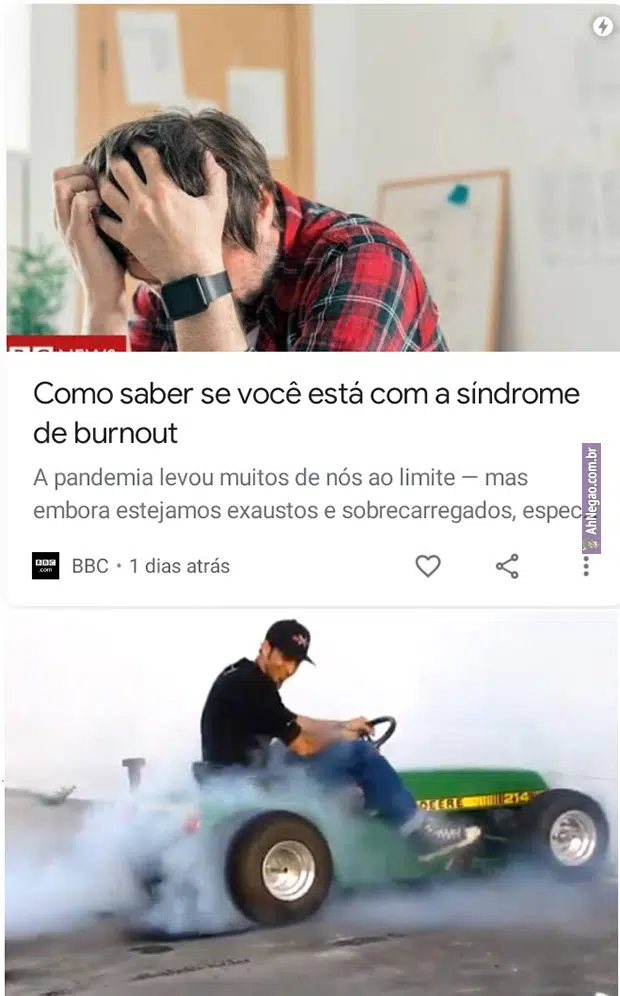 BBC NEWS
Como saber se você está com a síndrome
de burnout
A pandemia levou muitos de nós ao limite — mas
embora estejamos exaustos e sobrecarregados, espec
AhNegao.com.br
BBC
.com
BBC • 1 dias atrás
DEERE 214